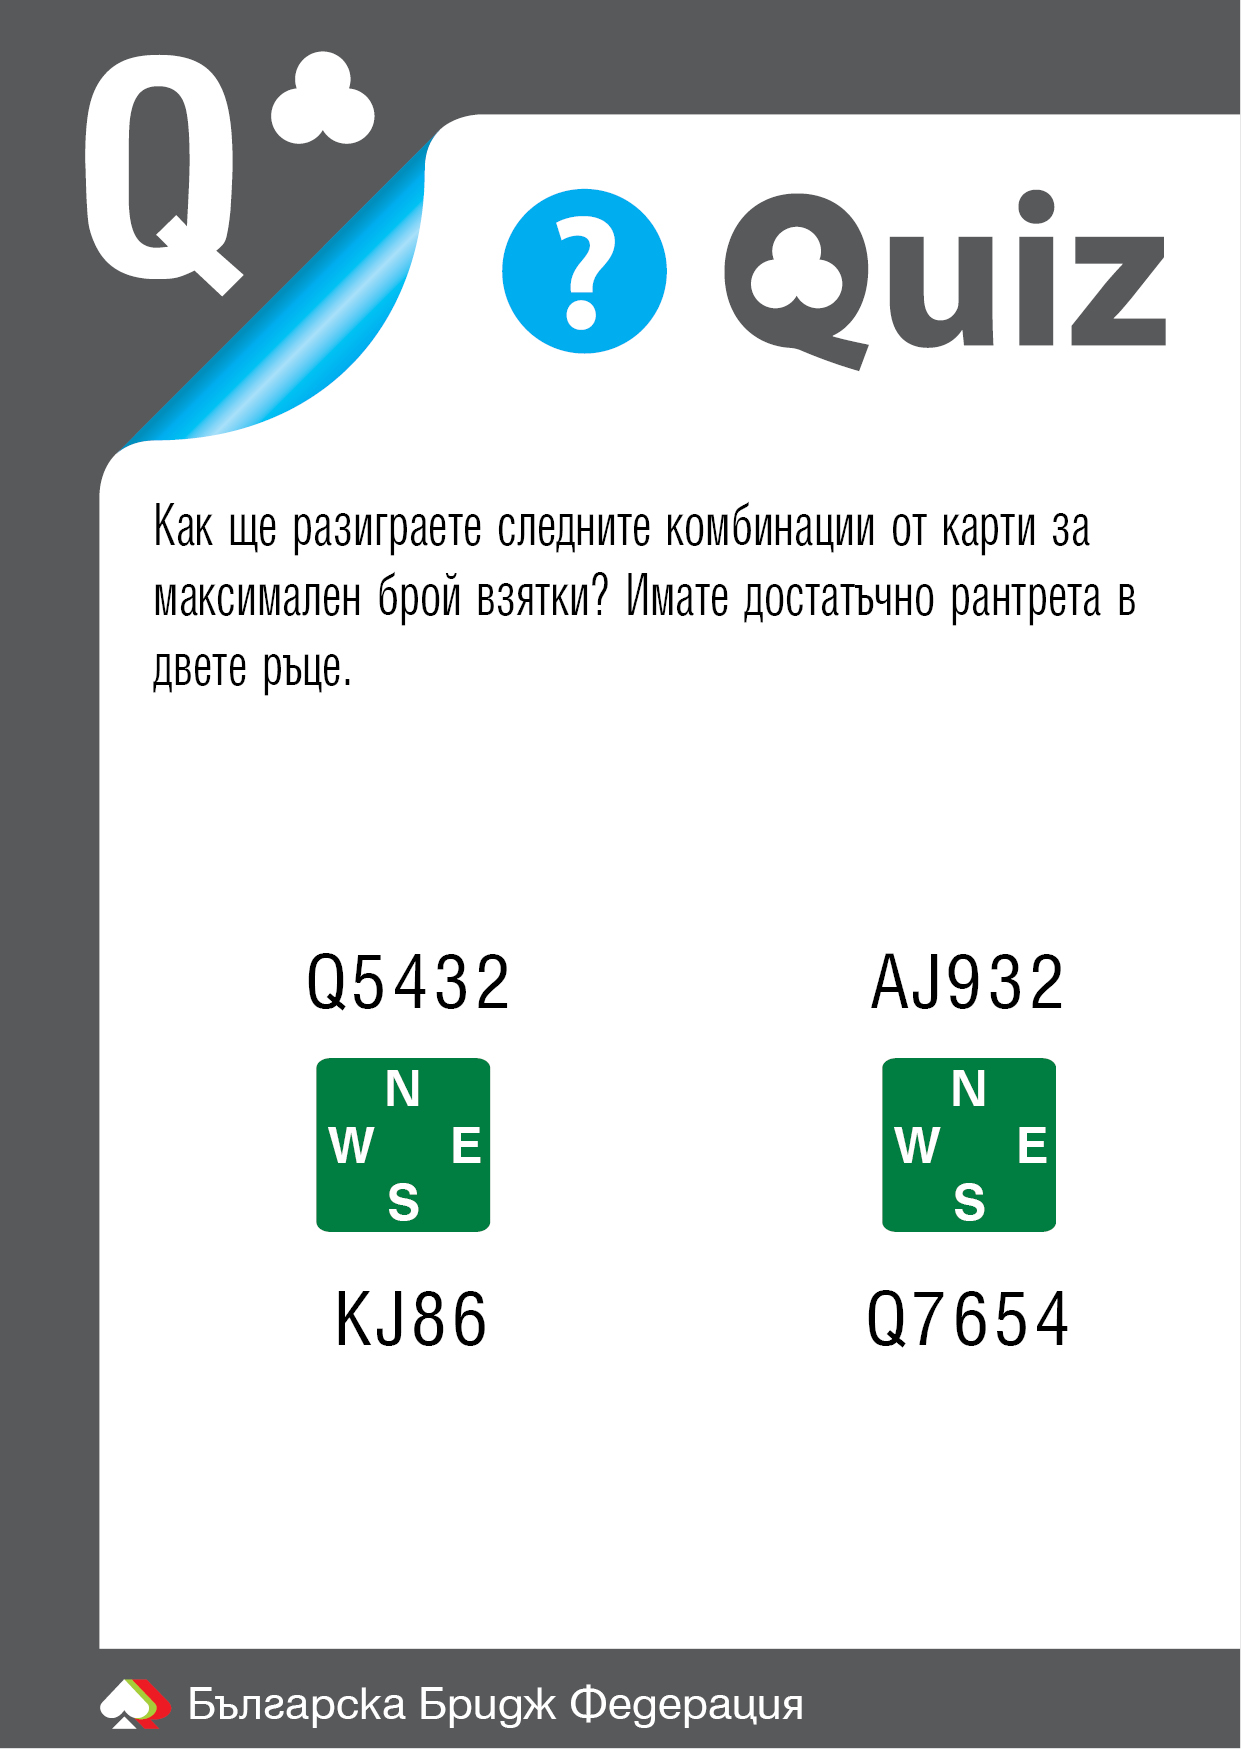 Q
? Quiz
Как ще разиграете следните комбинации от карти за
максимален брой взятки? Имате достатъчно рантрета в
двете ръце.
Q5432
N
W E
S
KJ86
AJ932
N
W E
S
Q7654
Българска Бридж Федерация